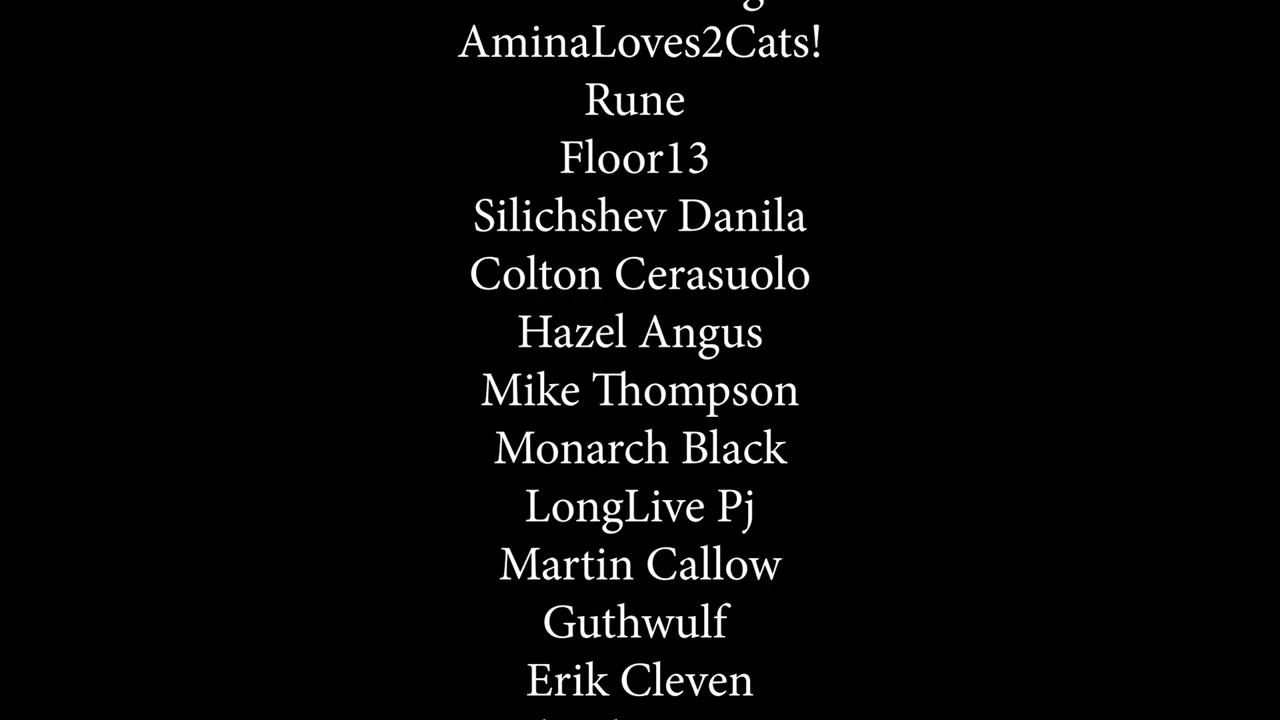 AminaLoves2Cats!
Rune
Floor13
Silichshev Danila
Colton Cerasuolo
Hazel Angus
Mike Thompson
Monarch Black
LongLive Pj
Martin Callow
Guthwulf
Erik Cleven